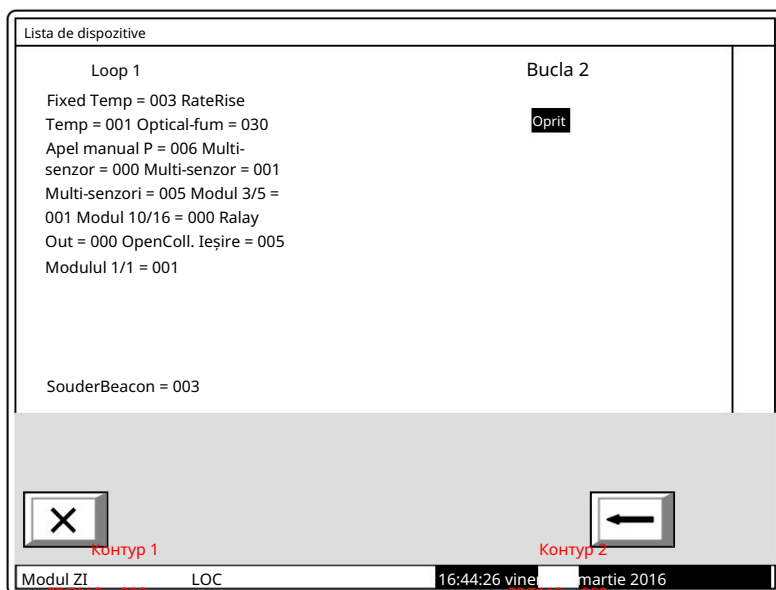 Lista de dispozitive
Loop 1
Bucla 2
Fixed Temp = 003 RateRise
Temp = 001 Optical-fum = 030
Oprit
Apel manual P = 006 Multi-
senzor = 000 Multi-senzor = 001
Multi-senzori = 005 Modul 3/5 =
001 Modul 10/16 = 000 Ralay
Out = 000 OpenColl. Ieșire = 005
Modulul 1/1 = 001
SouderBeacon = 003
Контур 1
Контур 2
Modul ZI LOC 16:44:26 martie 2016